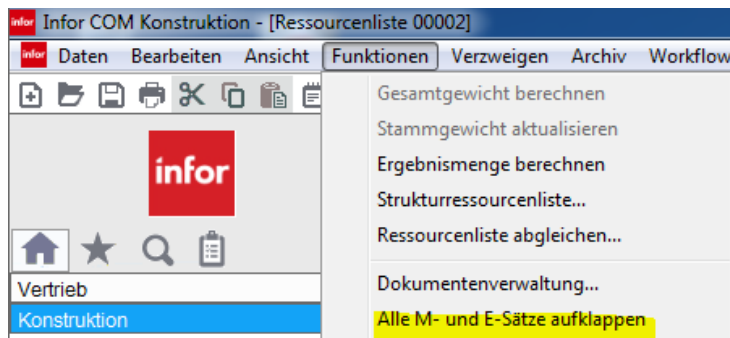 infor Infor COM Konstruktion - [Ressourcenliste 00002]
infor Daten Bearbeiten Ansicht Funktionen Verzweigen Archiv Workflow
Gesamtgewicht berechnen
Stammgewicht aktualisieren
infor
Ergebnismenge berechnen
Strukturressourcenliste...
Ressourcenliste abgleichen...
Vertrieb
Dokumentenverwaltung...
Konstruktion
Alle M- und E-Sätze aufklappen